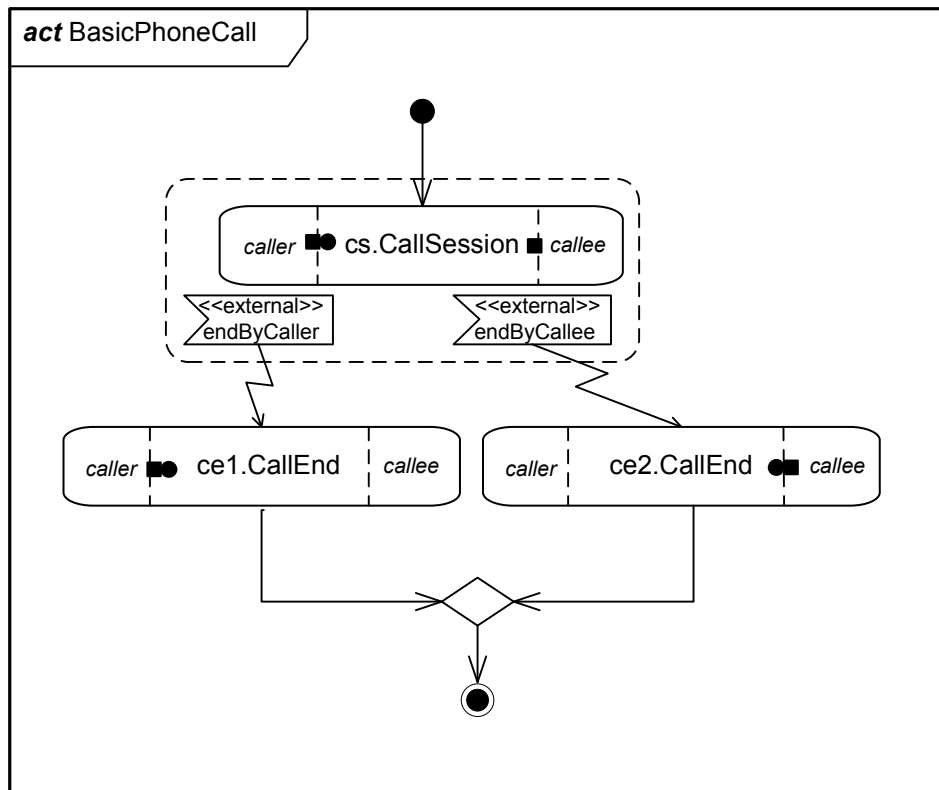 act BasicPhoneCall
caller cs.CallSession callee
<<external>> <<external>>
endByCaller endByCallee
caller ce1.CallEnd callee caller ce2.CallEnd callee